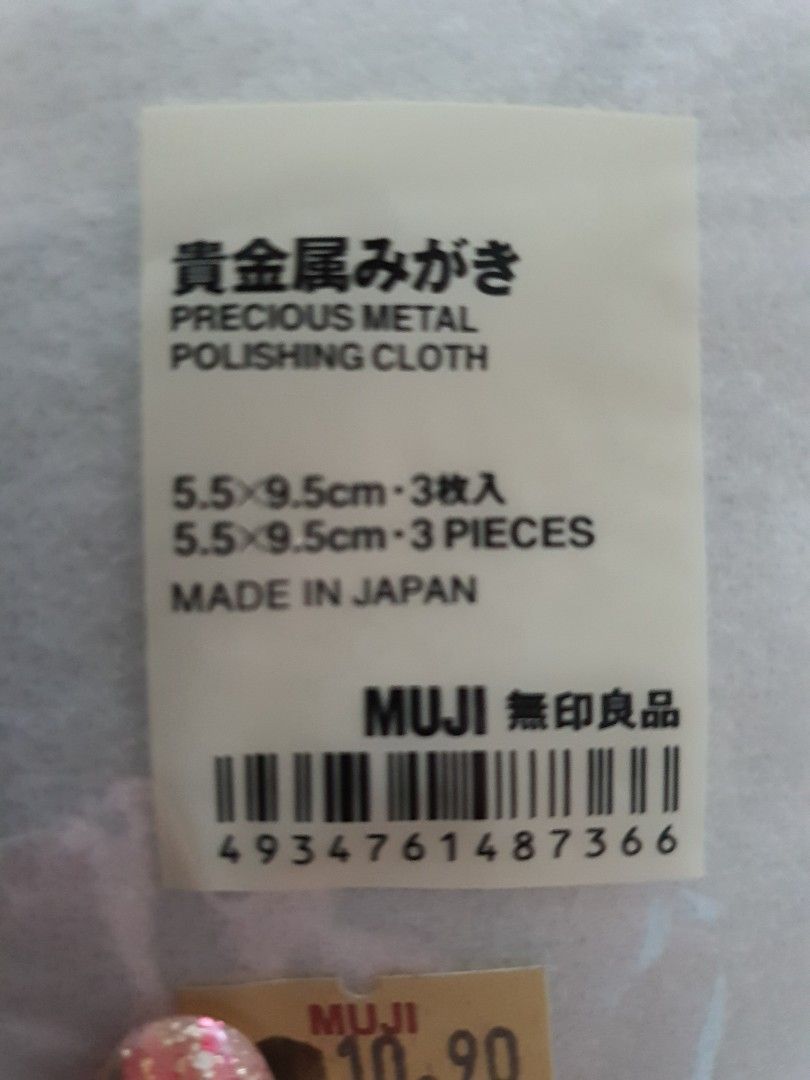 貴金属みがき
PRECIOUS METAL
POLISHING CLOTH
5.5×9.5cm・3枚入
5.5×9.5cm・3 PIECES
MADE IN JAPAN
MUJI 無印良品
4934761487366
MUJI
10.90